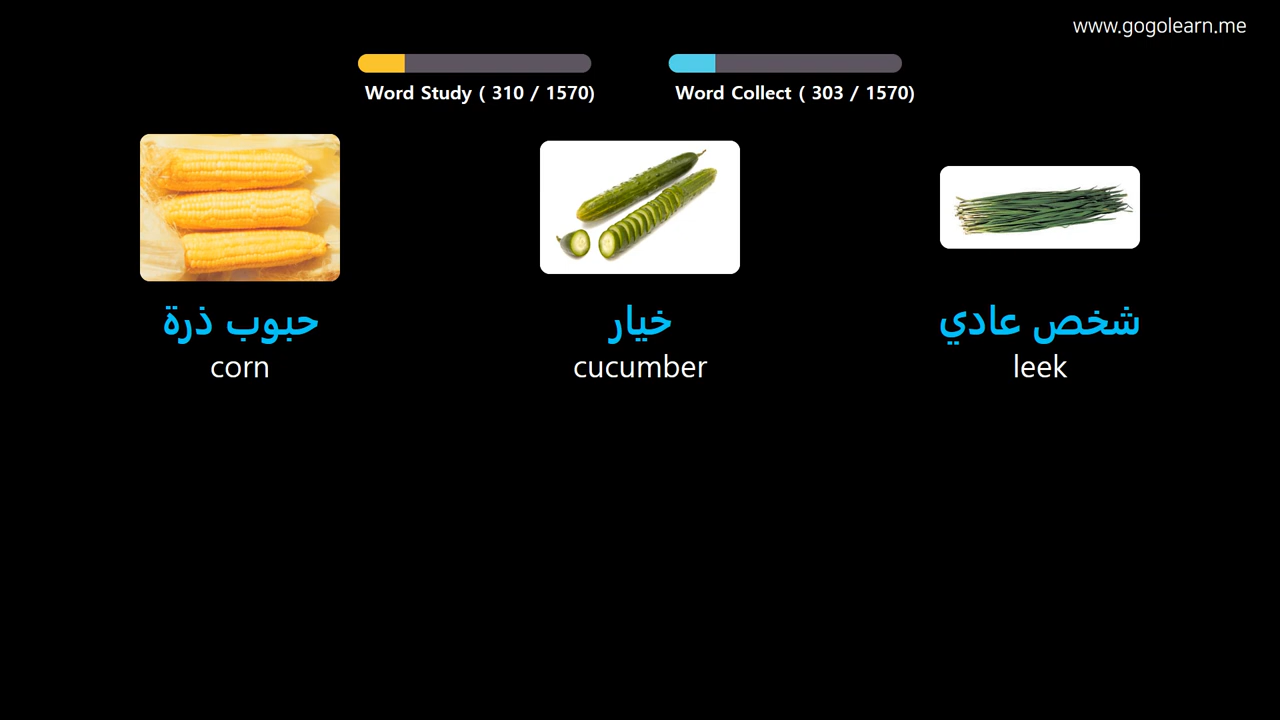 www.gogolearn.me
Word Study ( 310 / 1570)
Word Collect ( 303 / 1570)
حبوب ذرة
corn
خيار
cucumber
شخص عادي
leek